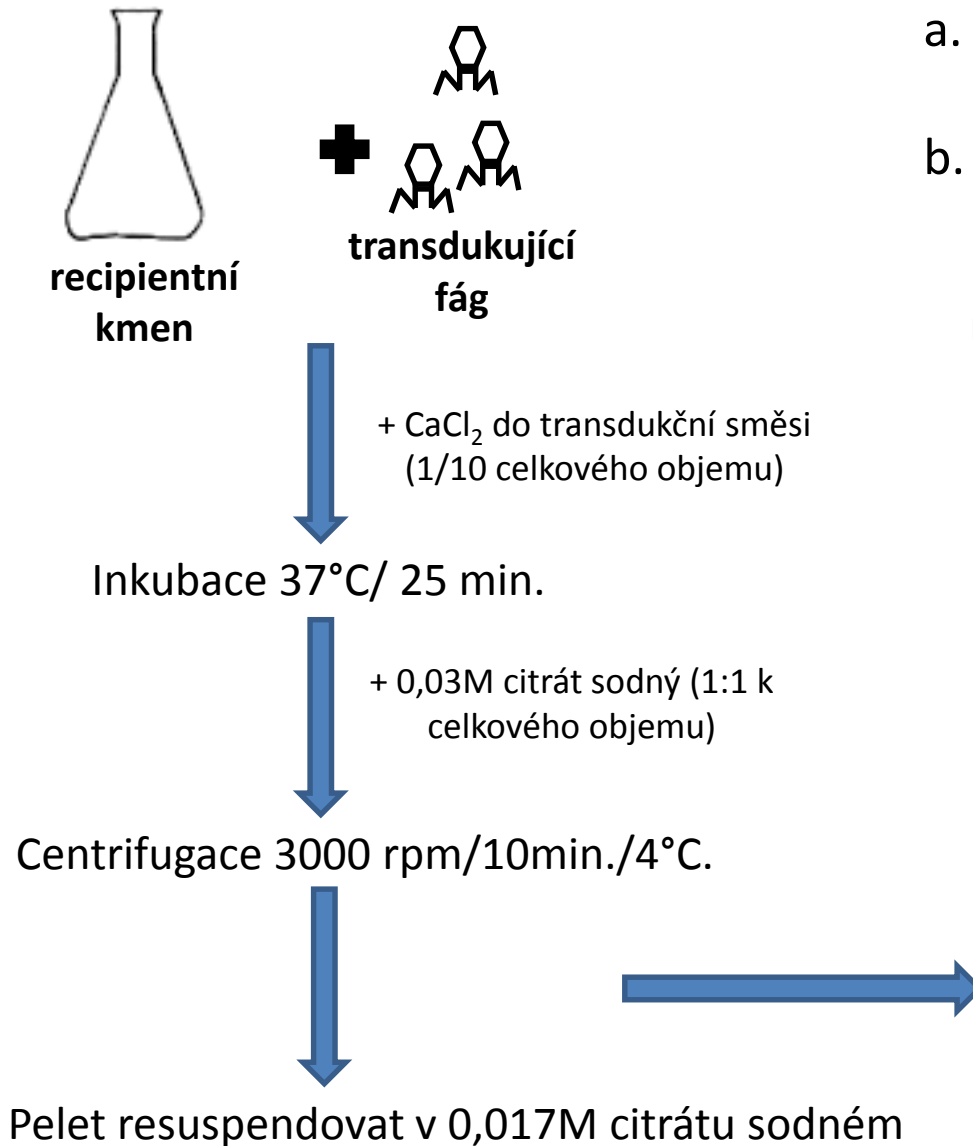 a.
b.
recipientní
kmen
transdukující
fág
+ CaCl₂ do transdukční směsi
(1/10 celkového objemu)
Inkubace 37°C/ 25 min.
+ 0,03M citrát sodný (1:1 k
celkového objemu)
Centrifugace 3000 rpm/10min./4°C.
Pelet resuspendovat v 0,017M citrátu sodném